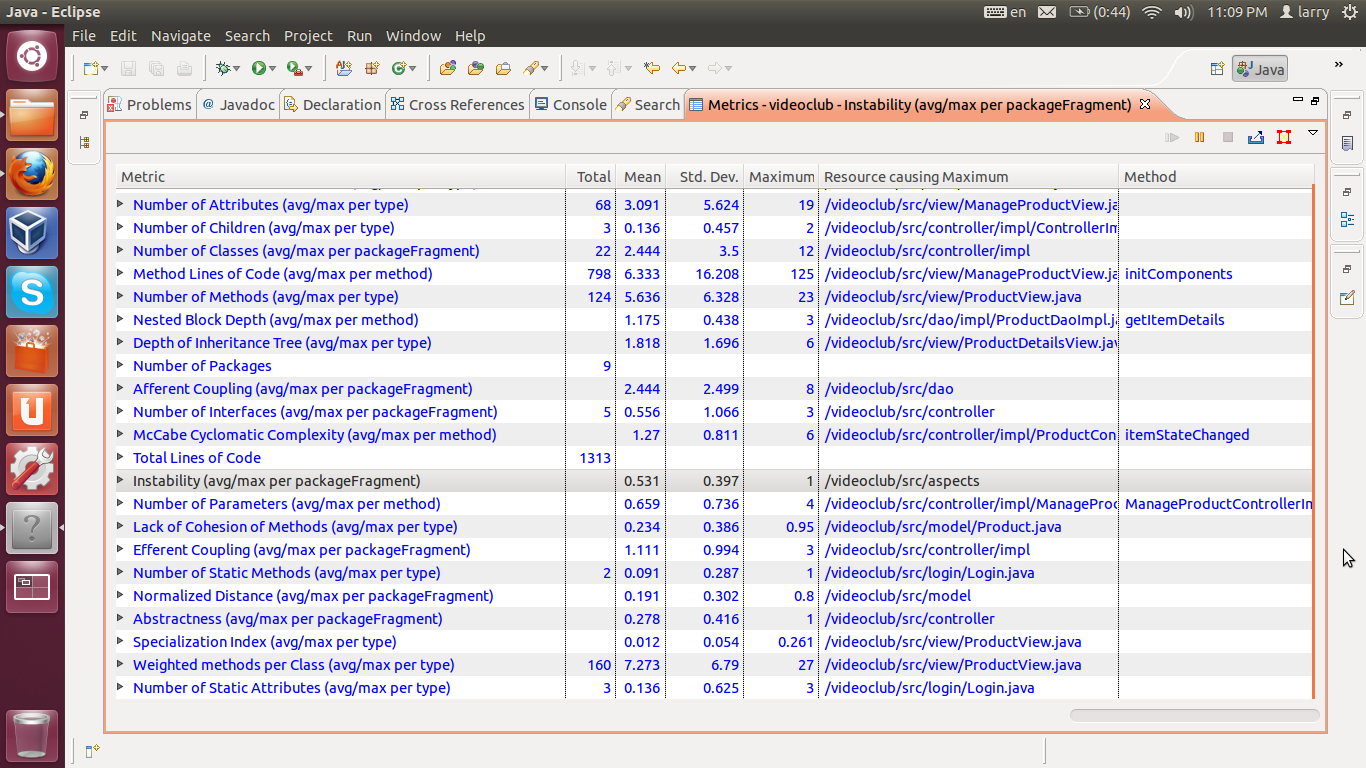 Java - Eclipse en (0:44) 11:09 PM larry
File Edit Navigate Search Project Run Window Help
Java »
Problems @ Javadoc Declaration Cross References Console Search Metrics - videoclub - Instability (avg/max per packageFragment)
Metric Total Mean Std. Dev. Maximum Resource causing Maximum Method
Number of Attributes (avg/max per type) 68 3.091 5.624 19 /videoclub/src/view/ManageProductView.ja
Number of Children (avg/max per type) 3 0.136 0.457 2 /videoclub/src/controller/impl/ControllerIm
Number of Classes (avg/max per packageFragment) 22 2.444 3.5 12 /videoclub/src/controller/impl
Method Lines of Code (avg/max per method) 798 6.333 16.208 125 /videoclub/src/view/ManageProductView.ja initComponents
Number of Methods (avg/max per type) 124 5.636 6.328 23 /videoclub/src/view/ProductView.java
Nested Block Depth (avg/max per method) 1.175 0.438 3 /videoclub/src/dao/impl/ProductDaoImpl.ja getItemDetails
Depth of Inheritance Tree (avg/max per type) 1.818 1.696 6 /videoclub/src/view/ProductDetailsView.jav
Number of Packages 9
Afferent Coupling (avg/max per packageFragment) 2.444 2.499 8 /videoclub/src/dao
Number of Interfaces (avg/max per packageFragment) 5 0.556 1.066 3 /videoclub/src/controller
McCabe Cyclomatic Complexity (avg/max per method) 1.27 0.811 6 /videoclub/src/controller/impl/ProductCon itemStateChanged
Total Lines of Code 1313
Instability (avg/max per packageFragment) 0.531 0.397 1 /videoclub/src/aspects
Number of Parameters (avg/max per method) 0.659 0.736 4 /videoclub/src/controller/impl/ManageProd ManageProductControllerIm
Lack of Cohesion of Methods (avg/max per type) 0.234 0.386 0.95 /videoclub/src/model/Product.java
Efferent Coupling (avg/max per packageFragment) 1.111 0.994 3 /videoclub/src/controller/impl
Number of Static Methods (avg/max per type) 2 0.091 0.287 1 /videoclub/src/login/Login.java
Normalized Distance (avg/max per packageFragment) 0.191 0.302 0.8 /videoclub/src/model
Abstractness (avg/max per packageFragment) 0.278 0.416 1 /videoclub/src/controller
Specialization Index (avg/max per type) 0.012 0.054 0.261 /videoclub/src/view/ProductView.java
Weighted methods per Class (avg/max per type) 160 7.273 6.79 27 /videoclub/src/view/ProductView.java
Number of Static Attributes (avg/max per type) 3 0.136 0.625 3 /videoclub/src/login/Login.java